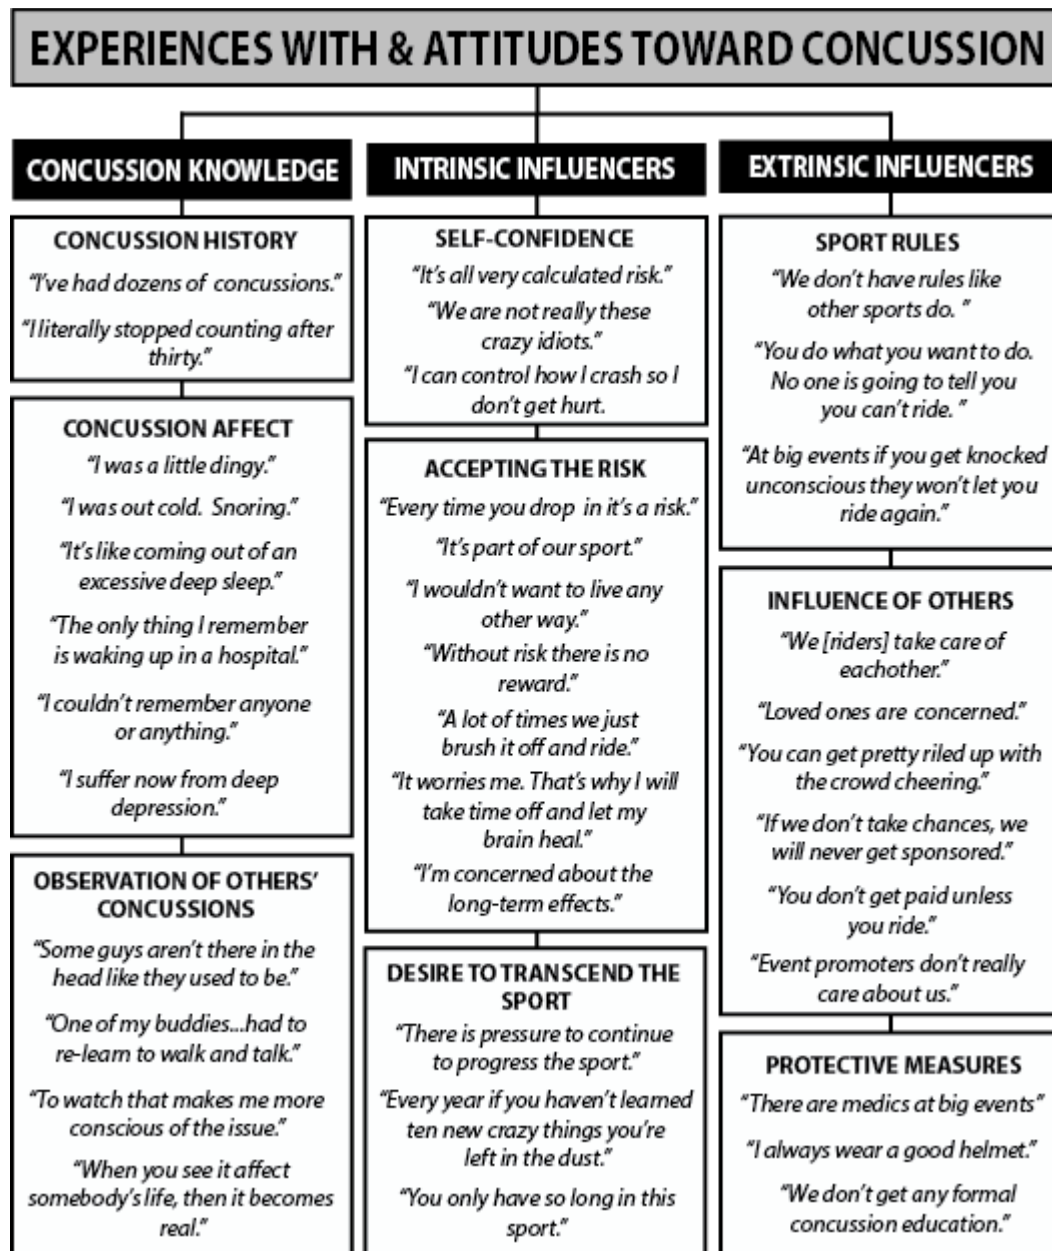 EXPERIENCES WITH & ATTITUDES TOWARD CONCUSSION
CONCUSSION KNOWLEDGE
CONCUSSION HISTORY
"I've had dozens of concussions."
"I literally stopped counting after
thirty."
CONCUSSION AFFECT
"I was a little dingy."
"I was out cold. Snoring."
"It's like coming out of an
excessive deep sleep."
"The only thing I remember
is waking up in a hospital."
"I couldn't remember anyone
or anything."
"I suffer now from deep
depression."
OBSERVATION OF OTHERS'
CONCUSSIONS
"Some guys aren't there in the
head like they used to be."
"One of my buddies...had to
re-learn to walk and talk."
"To watch that makes me more
conscious of the issue."
"When you see it affect
somebody's life, then it becomes
real."
INTRINSIC INFLUENCERS
SELF-CONFIDENCE
"It's all very calculated risk."
"We are not really these
crazy idiots."
"I can control how I crash so I
don't get hurt.
ACCEPTING THE RISK
"Every time you drop in it's a risk."
"It's part of our sport."
"I wouldn't want to live any
other way."
"Without risk there is no
reward."
"A lot of times we just
brush it off and ride."
"It worries me. That's why I will
take time off and let my
brain heal."
"I'm concerned about the
long-term effects."
DESIRE TO TRANSCEND THE
SPORT
"There is pressure to continue
to progress the sport."
"Every year if you haven't learned
ten new crazy things you're
left in the dust."
"You only have so long in this
sport."
EXTRINSIC INFLUENCERS
SPORT RULES
"We don't have rules like
other sports do. "
"You do what you want to do.
No one is going to tell you
you can't ride. "
"At big events if you get knocked
unconscious they won't let you
ride again."
INFLUENCE OF OTHERS
"We [riders] take care of
eachother."
"Loved ones are concerned."
"You can get pretty riled up with
the crowd cheering."
"If we don't take chances, we
will never get sponsored."
"You don't get paid unless
you ride."
"Event promoters don't really
care about us."
PROTECTIVE MEASURES
"There are medics at big events"
"I always wear a good helmet."
"We don't get any formal
concussion education."